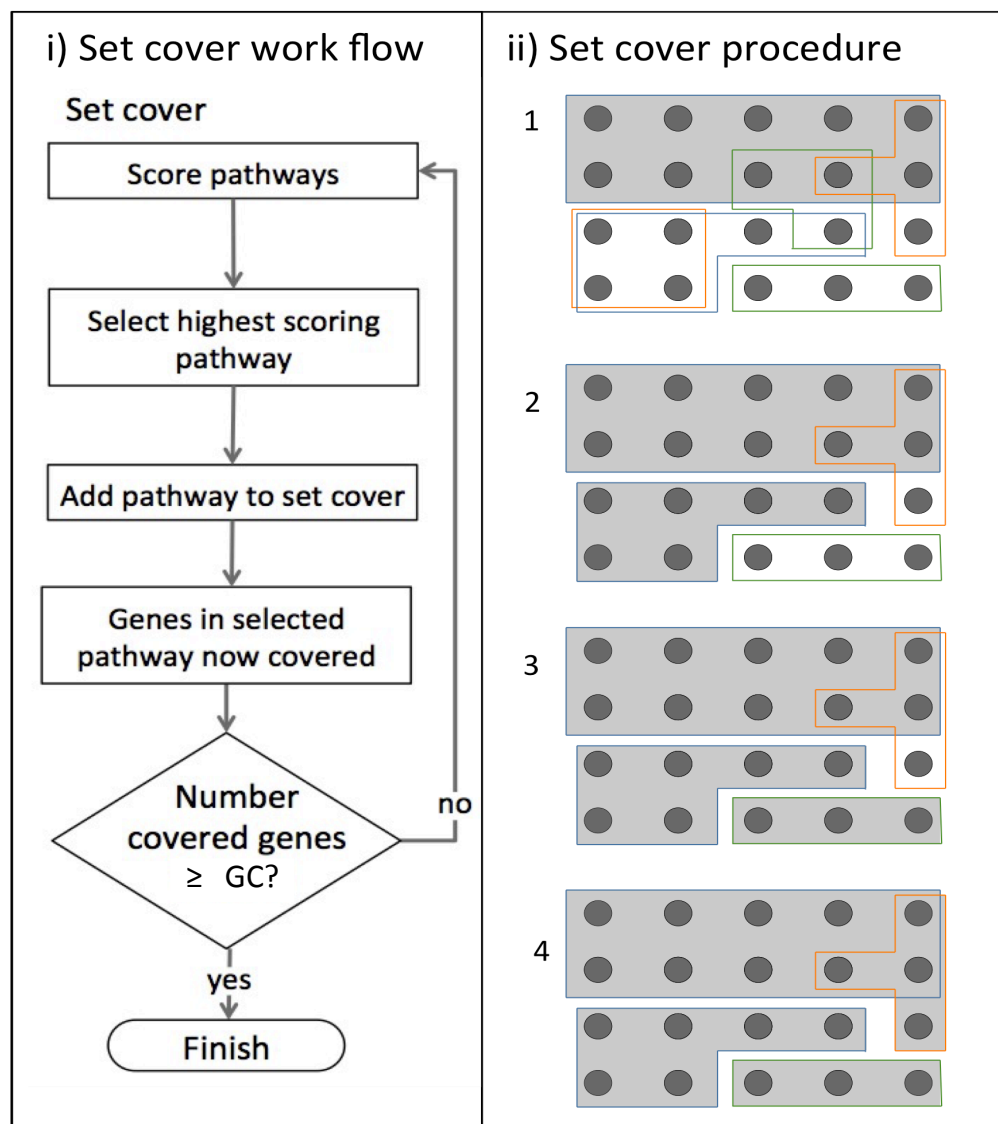 i) Set cover work flow
Set cover
Score pathways
Select highest scoring
pathway
Add pathway to set cover
Genes in selected
pathway now covered
Number
covered genes
≥ GC?
no
yes
Finish
ii) Set cover procedure
1
2
3
4